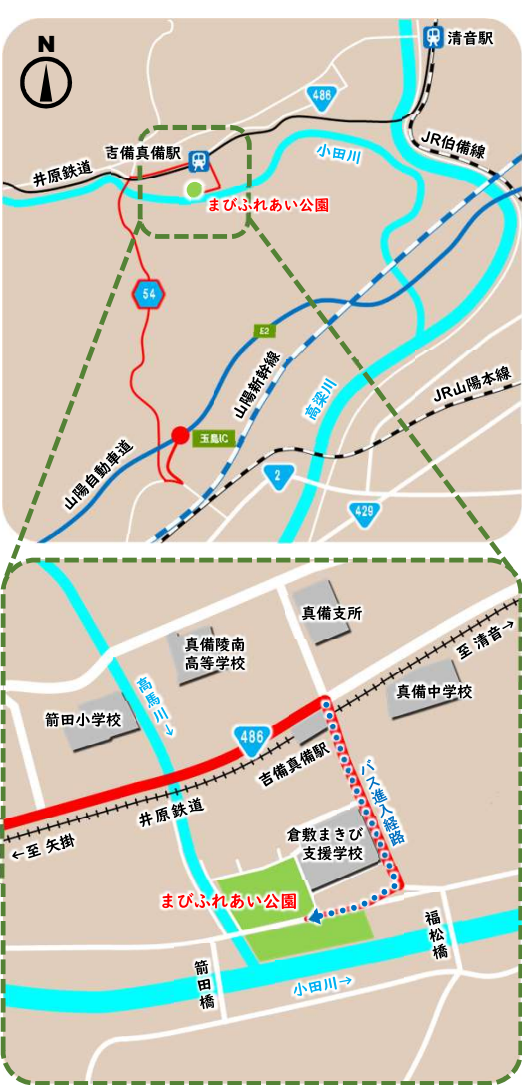 N
清音駅
486
吉備真備駅
小田川
JR伯備線
井原鉄道
まびふれあい公園
54
E2
山陽新幹線
高梁川
JR山陽本線
玉島IC
山陽自動車道
2
429
真備支所
真備陵南
高等学校
至 清音→
真備中学校
高馬川→
箭田小学校
486
吉備真備駅
バス進入経路
井原鉄道
←至 矢掛
倉敷まきび
支援学校
まびふれあい公園
福松橋
箭田橋
小田川→